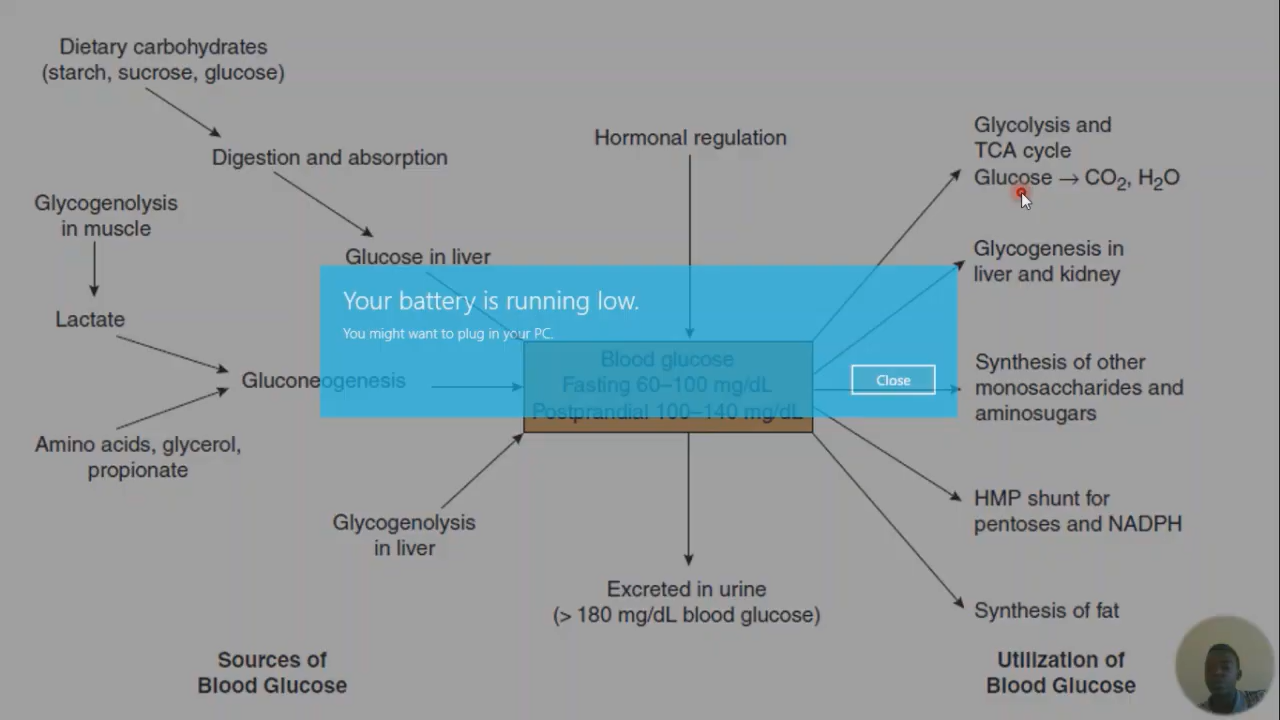 Dietary carbohydrates
(starch, sucrose, glucose)
Digestion and absorption
Glycogenolysis
in muscle
Glucose in liver
Lactate
Gluconeogenesis
Amino acids, glycerol,
propionate
Glycogenolysis
in liver
Sources of
Blood Glucose
Hormonal regulation
Your battery is running low.
You might want to plug in your PC.
Close
Blood glucose
Fasting 60–100 mg/dL
Postprandial 100–140 mg/dL
Excreted in urine
(> 180 mg/dL blood glucose)
Glycolysis and
TCA cycle
Glucose → CO₂, H₂O
Glycogenesis in
liver and kidney
Synthesis of other
monosaccharides and
aminosugars
HMP shunt for
pentoses and NADPH
Synthesis of fat
Utilization of
Blood Glucose